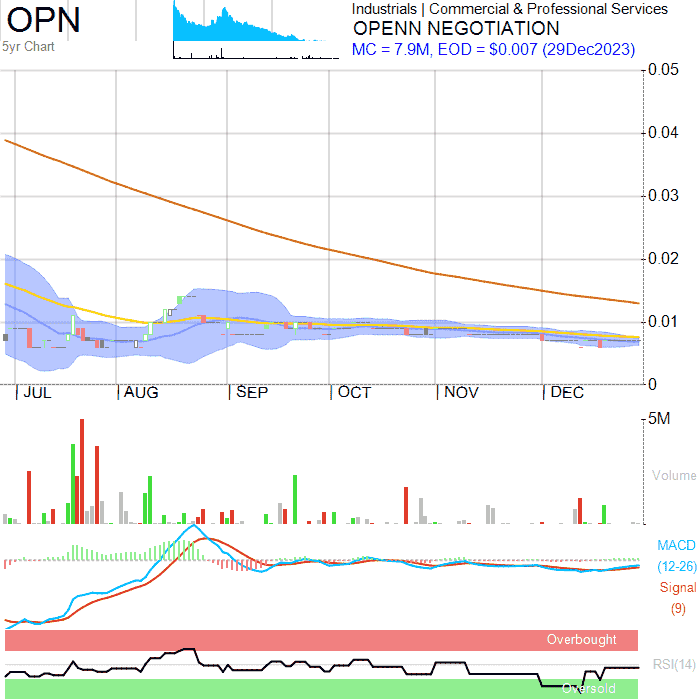 OPN
5yr Chart
Industrials | Commercial & Professional Services
OPENN NEGOTIATION
MC = 7.9M, EOD = $0.007 (29Dec2023)
0.05
0.04
0.03
0.02
0.01
0
JUL AUG SEP OCT NOV DEC
5M
Volume
MACD
(12-26)
Signal
(9)
Overbought
RSI(14)
Oversold